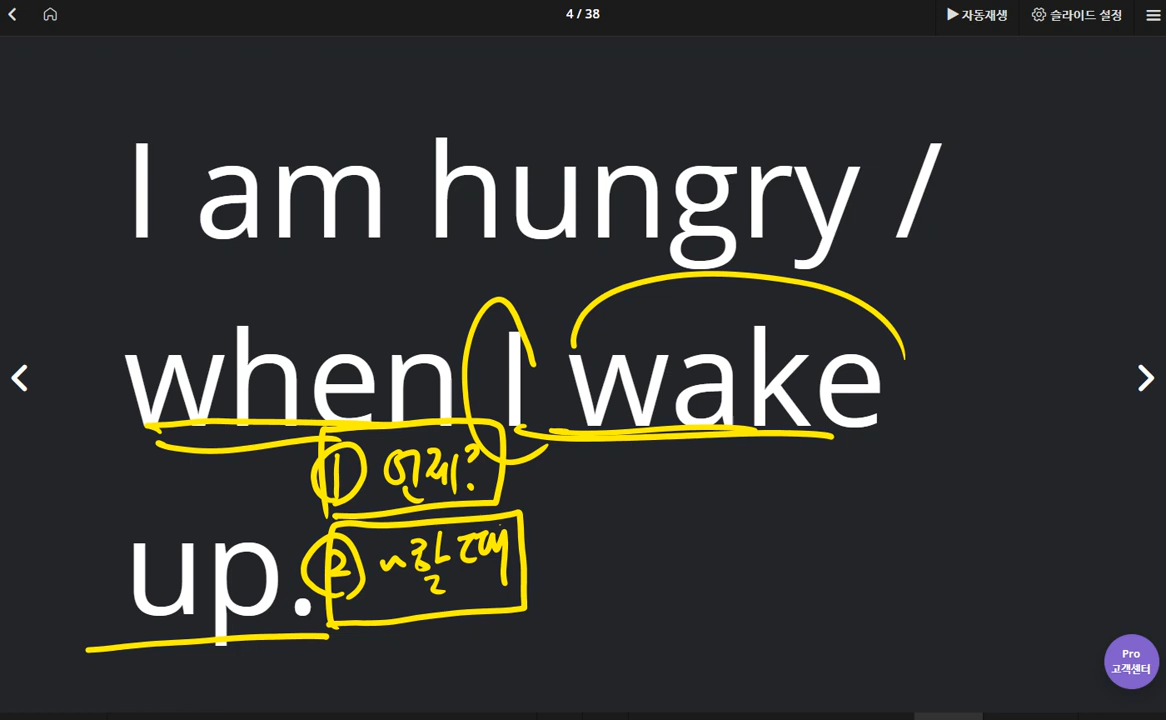 4 / 38
▶ 자동재생
슬라이드 설정
I am hungry /
when I wake
① 언제?
up.
② ~할 때
Pro
고객센터